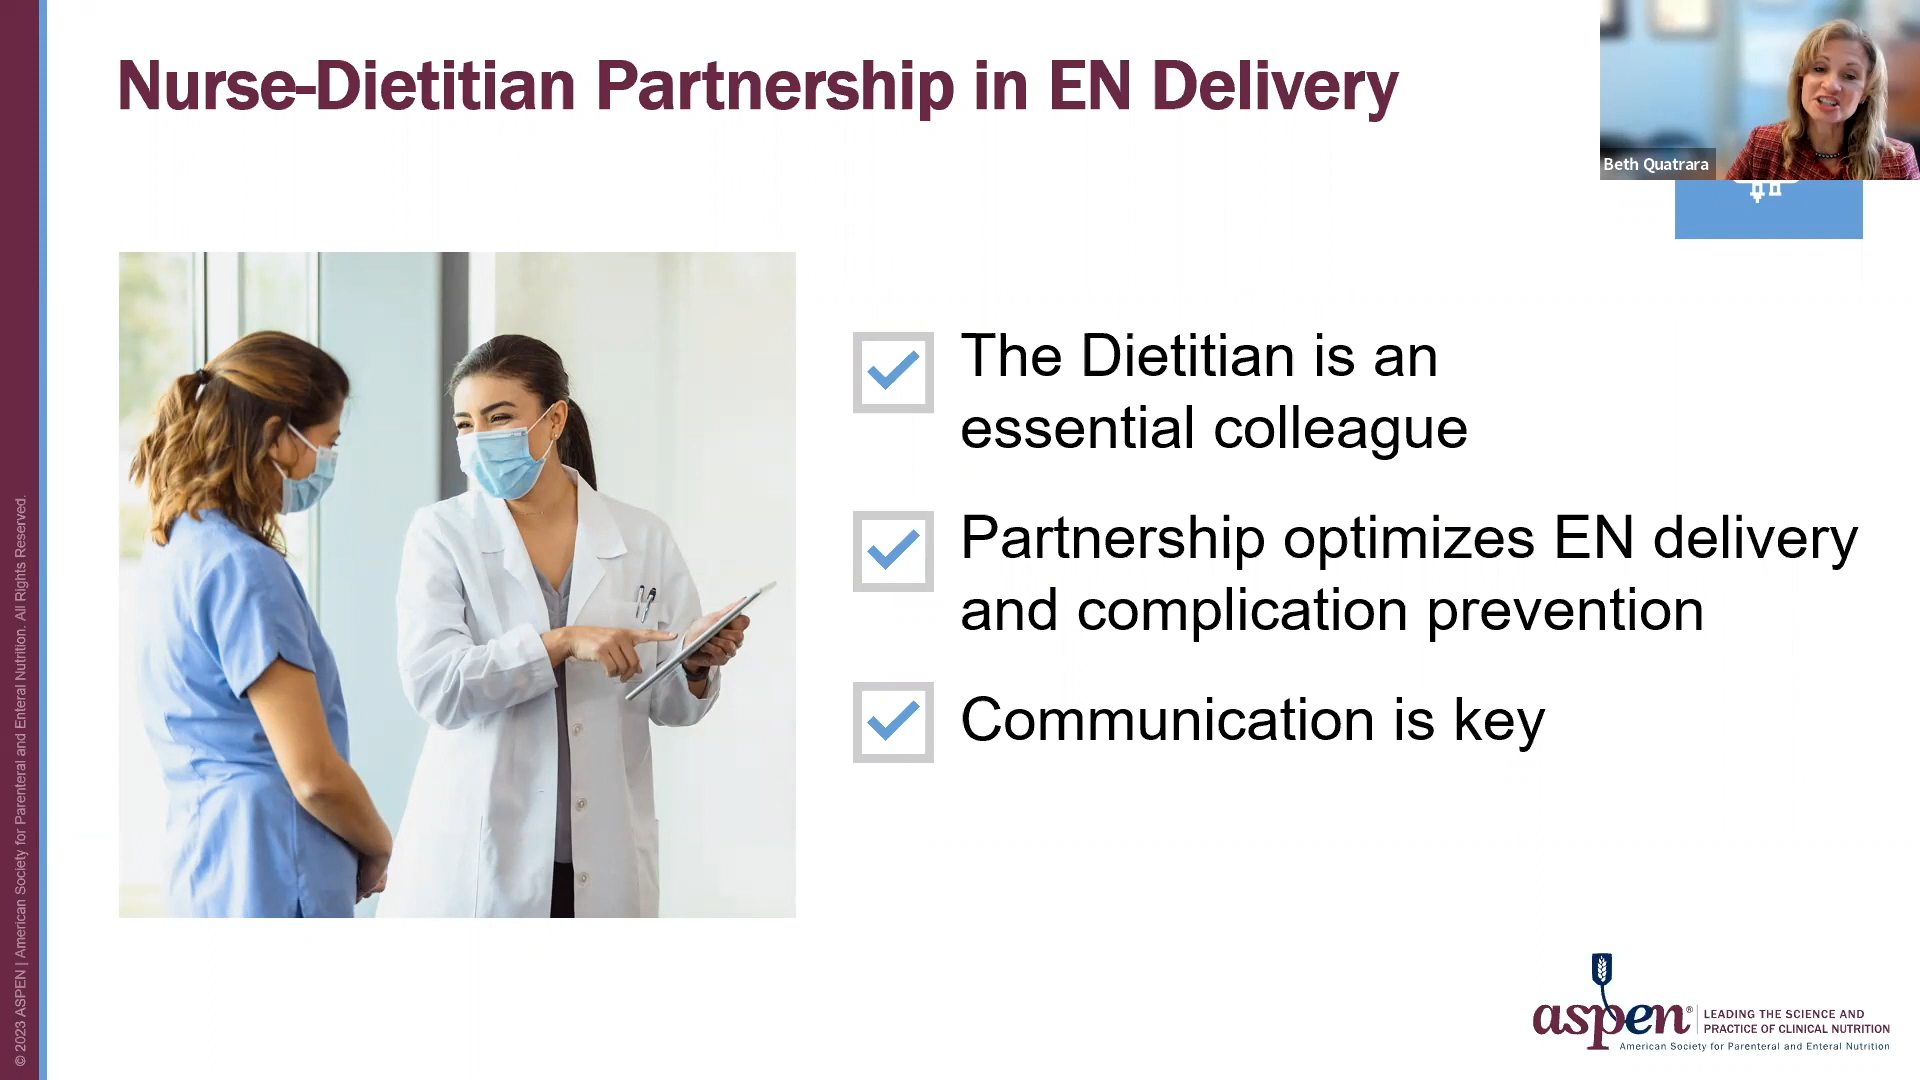 Nurse-Dietitian Partnership in EN Delivery
Beth Quatrara
The Dietitian is an
essential colleague
Partnership optimizes EN delivery
and complication prevention
Communication is key
© 2023 ASPEN | American Society for Parenteral and Enteral Nutrition. All Rights Reserved.
aspen®
LEADING THE SCIENCE AND
PRACTICE OF CLINICAL NUTRITION
American Society for Parenteral and Enteral Nutrition